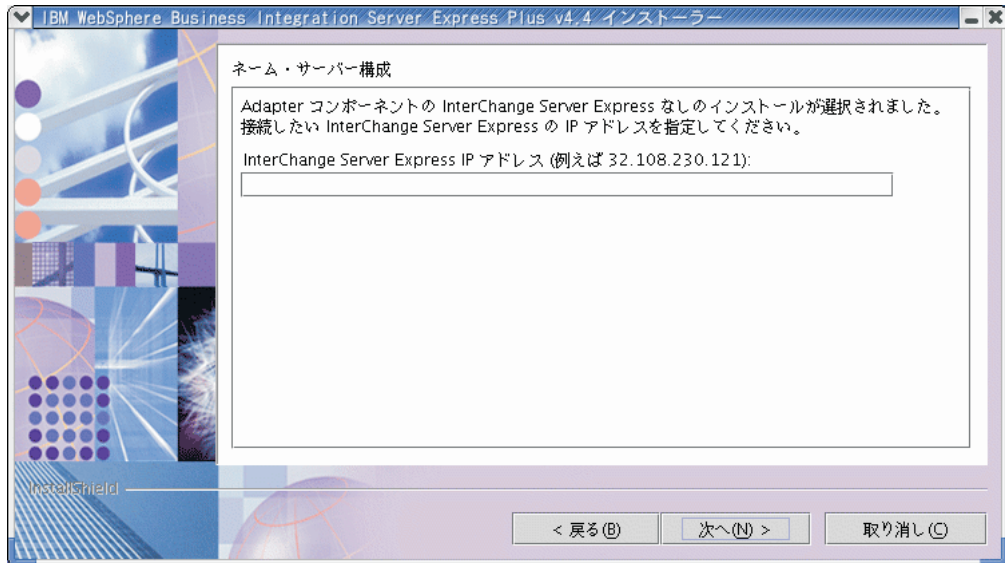 IBM WebSphere Business Integration Server Express Plus v4.4 インストーラー
ネーム・サーバー構成
Adapter コンポーネントの InterChange Server Express なしのインストールが選択されました。
接続したい InterChange Server Express の IP アドレスを指定してください。
InterChange Server Express IP アドレス (例えば 32.108.230.121):
InstallShield
< 戻る(B)
次へ(N) >
取り消し(C)